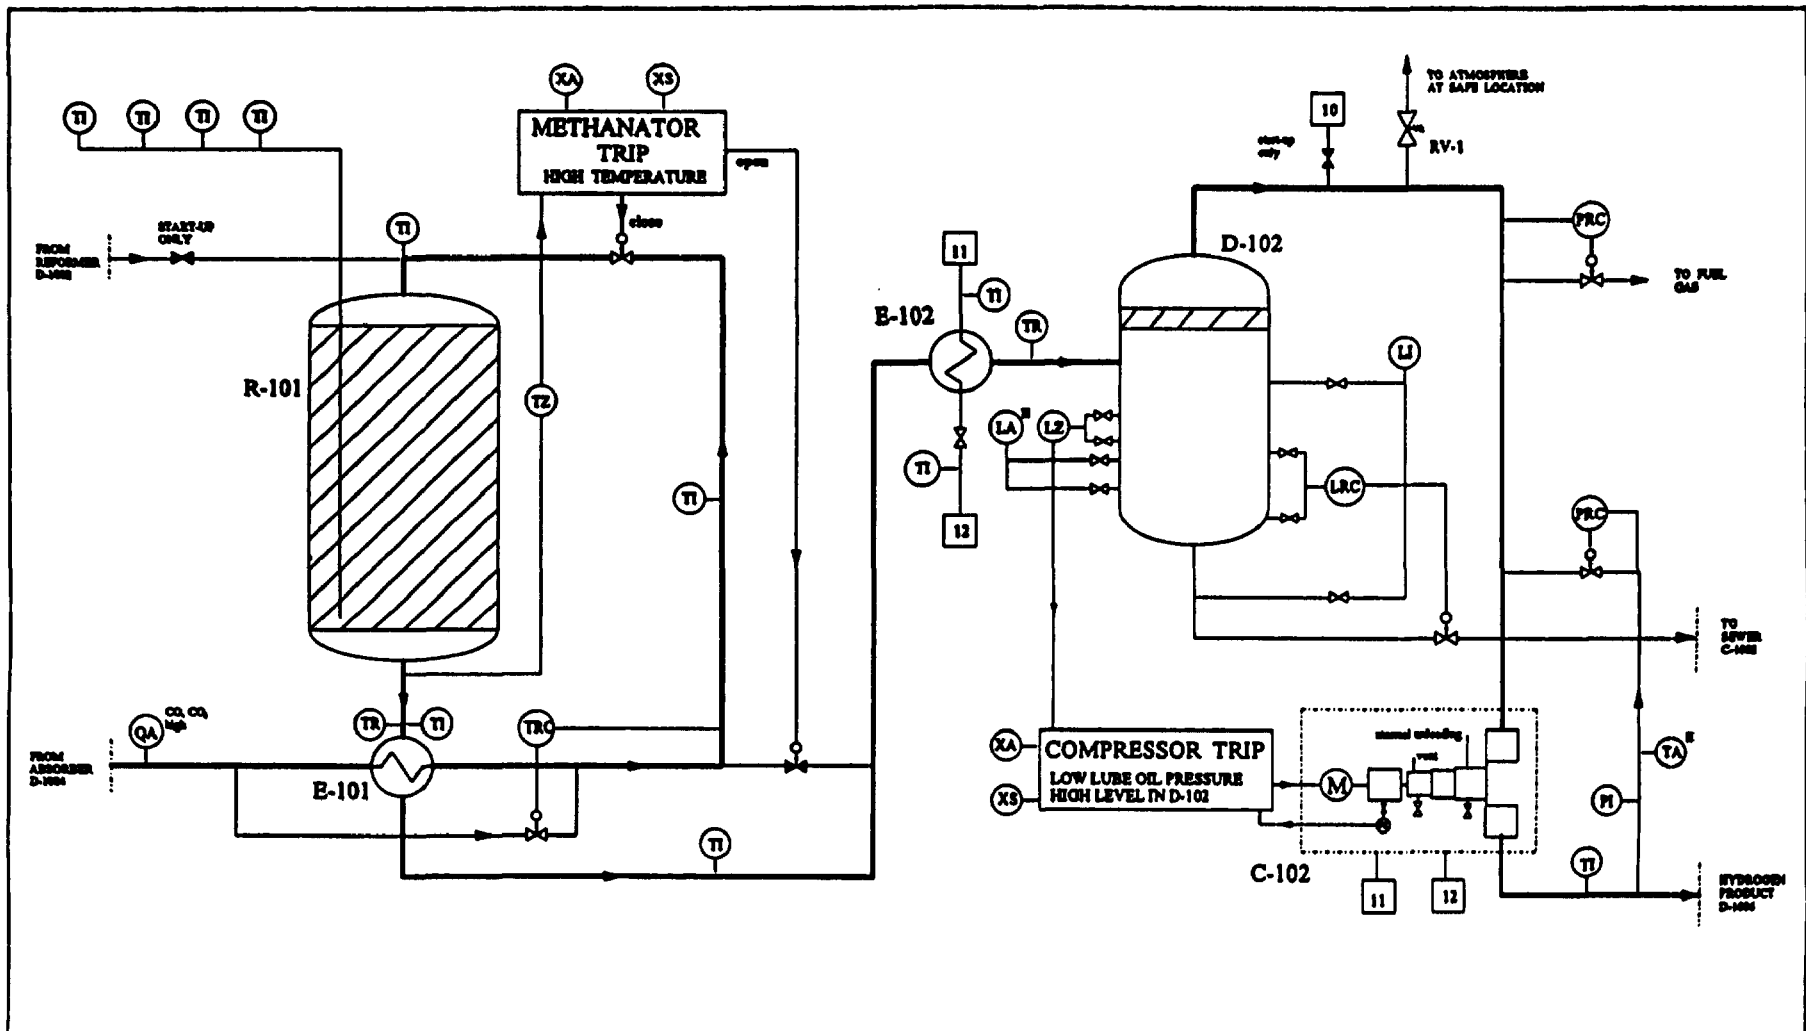 XA
XS
TO ATMOSPHERE
AT SAFE LOCATION
TI
TI
TI
TI
METHANATOR
TRIP
HIGH TEMPERATURE
open
close
10
start-up
only
RV-1
START-UP
ONLY
FROM
REFORMER
TI
PRC
TO FUEL
GAS
11
D-102
E-102
TI
TR
LI
R-101
TZ
LA
H
LZ
TI
TI
LRC
12
PRC
TO
SEWER
QA
CO, CO2
high
TR
TI
TRC
FROM
ABSORBER
E-101
XA
XS
COMPRESSOR TRIP
LOW LUBE OIL PRESSURE
HIGH LEVEL IN D-102
M
manual unloading
vent
TA
H
PI
TI
C-102
11
12
TI
HYDROGEN
PRODUCT